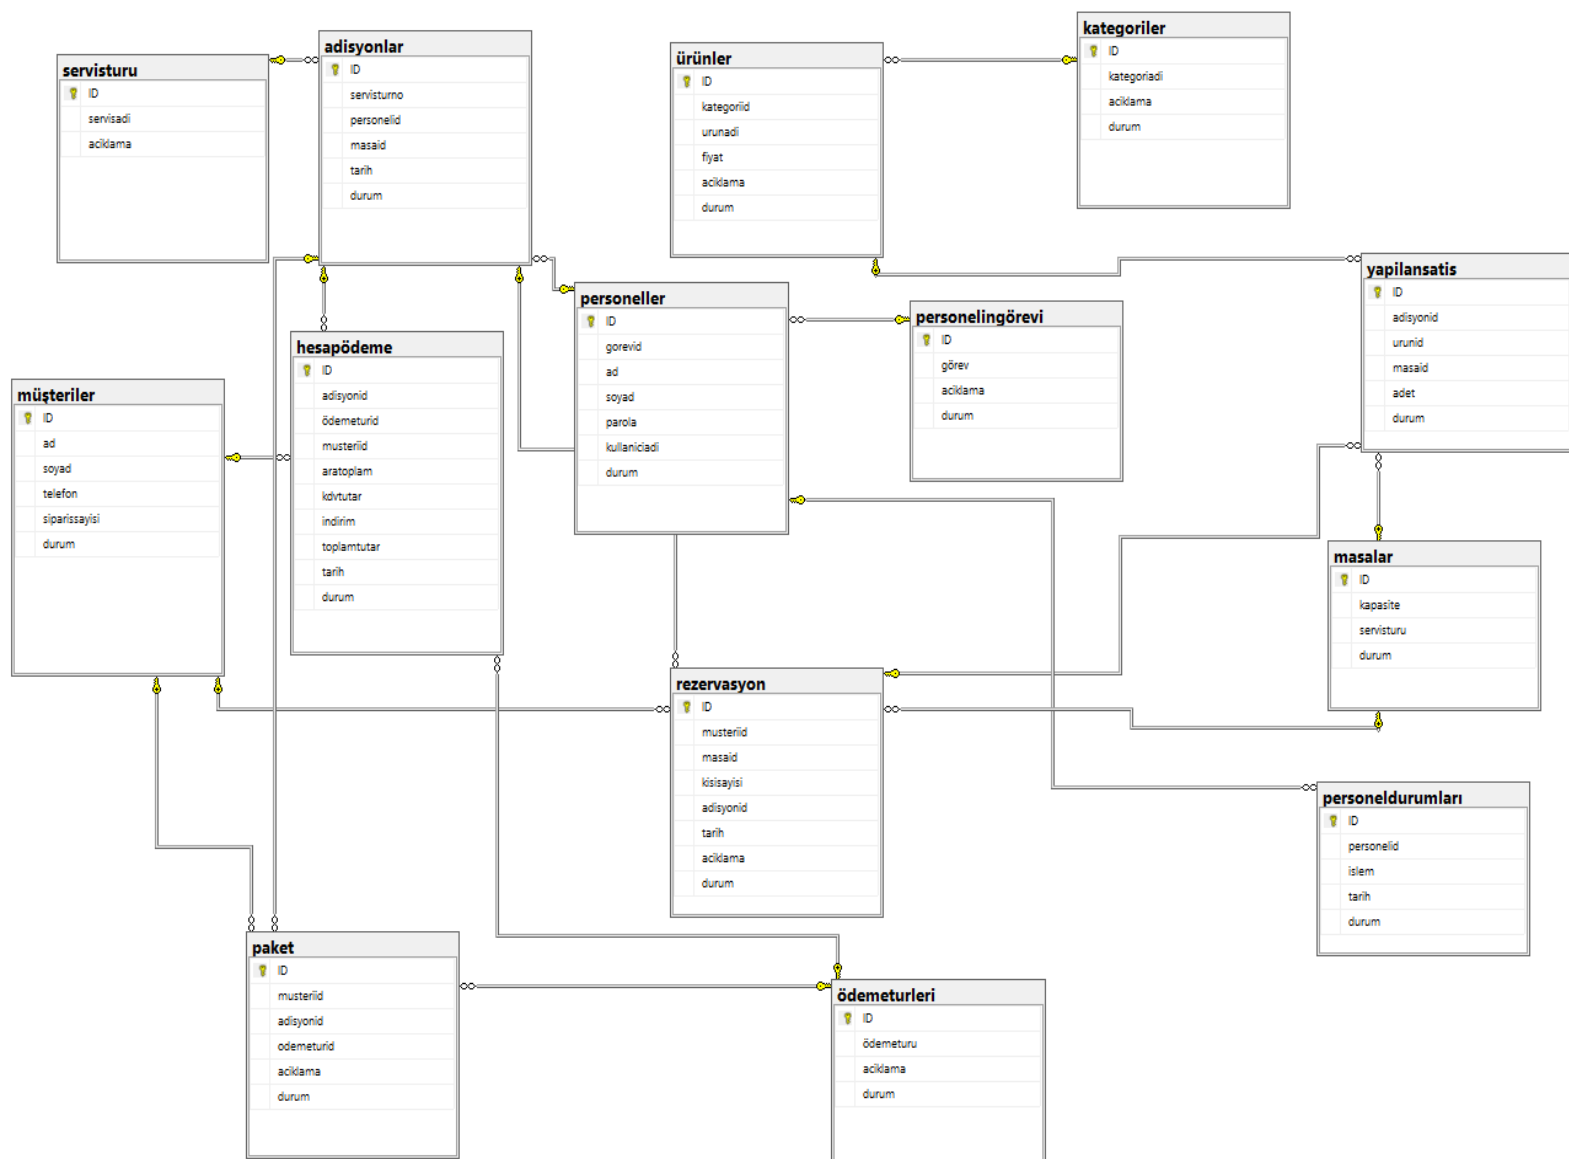 servisturu
ID
servisadi
aciklama
adisyonlar
ID
servisturno
personelid
masaid
tarih
durum
ürünler
ID
kategoriid
urunadi
fiyat
aciklama
durum
kategoriler
ID
kategoriadi
aciklama
durum
yapilansatis
ID
adisyonid
urunid
masaid
adet
durum
personeller
ID
gorevid
ad
soyad
parola
kullaniciadi
durum
personelingörevi
ID
görev
aciklama
durum
hesapödeme
ID
adisyonid
ödemeturid
musteriid
aratoplam
kdvtutar
indirim
toplamtutar
tarih
durum
müşteriler
ID
ad
soyad
telefon
siparissayisi
durum
masalar
ID
kapasite
servisturu
durum
rezervasyon
ID
musteriid
masaid
kisisayisi
adisyonid
tarih
aciklama
durum
personeldurumları
ID
personelid
islem
tarih
durum
paket
ID
musteriid
adisyonid
odemeturid
aciklama
durum
ödemeturleri
ID
ödemeturu
aciklama
durum